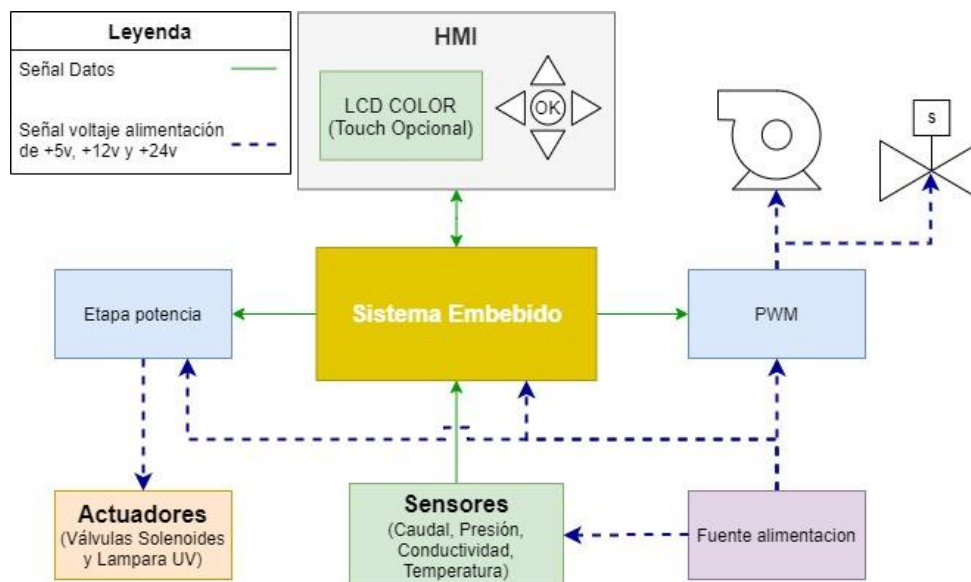 Leyenda
Señal Datos
Señal voltaje alimentación
de +5v, +12v y +24v
HMI
LCD COLOR
(Touch Opcional)
OK
s
Etapa potencia
Sistema Embebido
PWM
Actuadores
(Válvulas Solenoides
y Lampara UV)
Sensores
(Caudal, Presión,
Conductividad,
Temperatura)
Fuente alimentacion